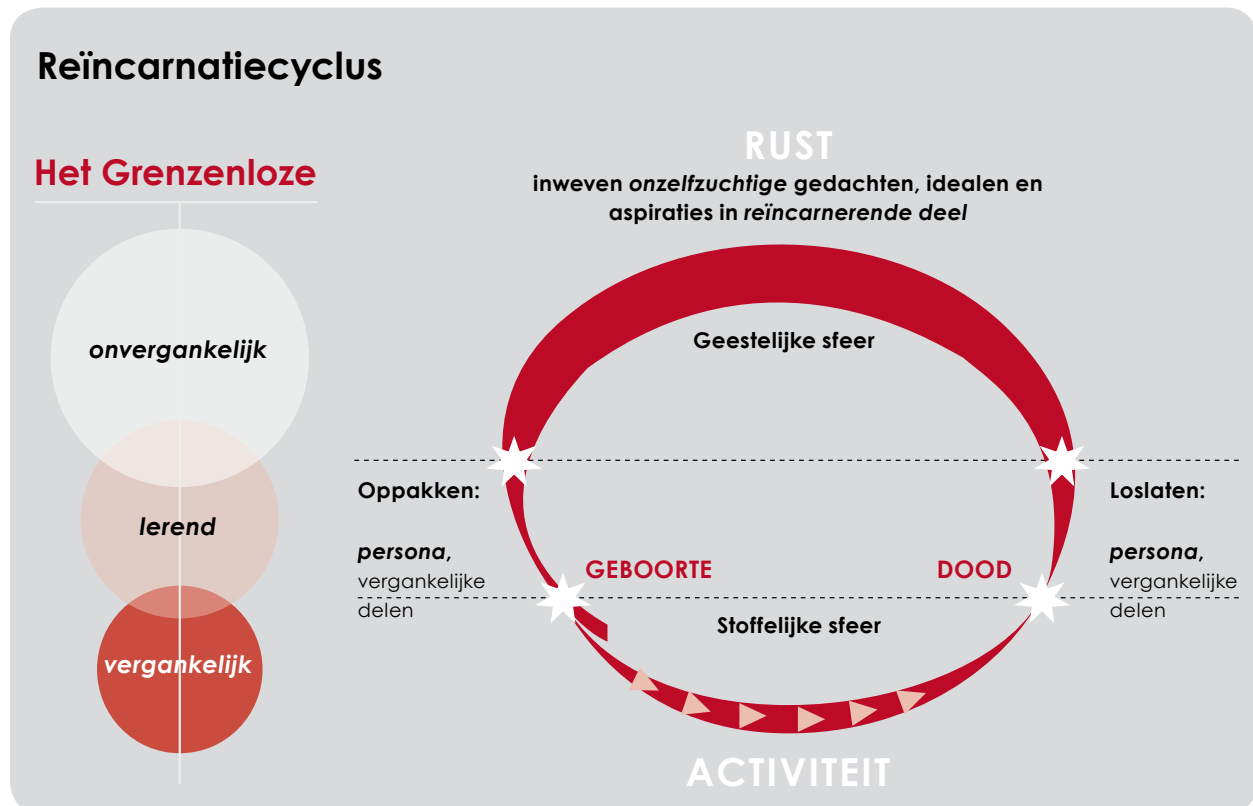 Reïncarnatiecyclus
Het Grenzenloze
onvergankelijk
lerend
vergankelijk
RUST
inweven onzelfzuchtige gedachten, idealen en
aspiraties in reïncarnerende deel
Geestelijke sfeer
Oppakken:
persona,
vergankelijke
delen
Loslaten:
persona,
vergankelijke
delen
GEBOORTE
DOOD
Stoffelijke sfeer
ACTIVITEIT